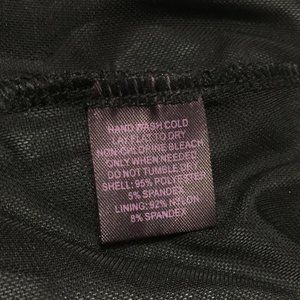 HAND WASH COLD
LAY FLAT TO DRY
NON-CHLORINE BLEACH
ONLY WHEN NEEDED
DO NOT TUMBLE DRY
SHELL: 95% POLYESTER
5% SPANDEX
LINING: 92% NYLON
8% SPANDEX